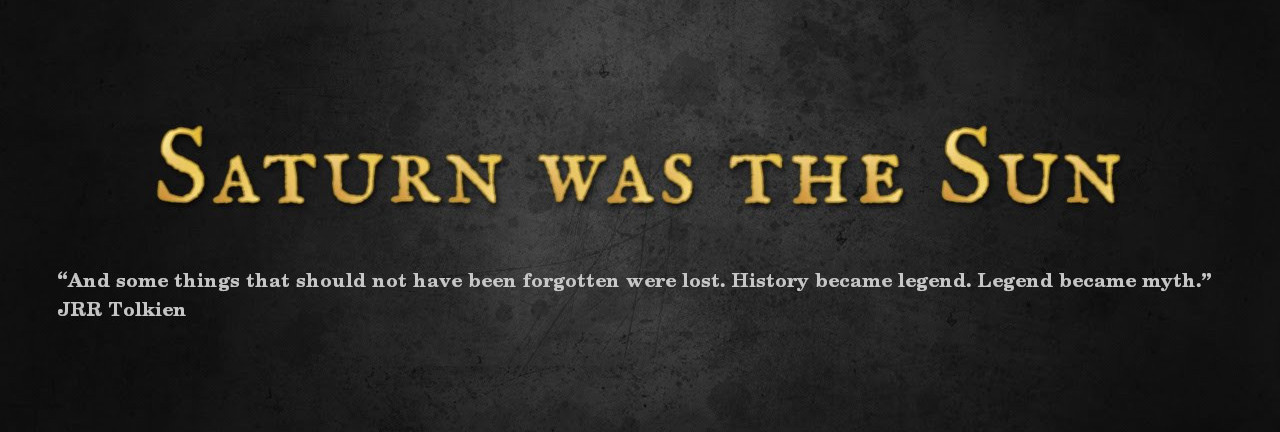 Saturn was the Sun
“And some things that should not have been forgotten were lost. History became legend. Legend became myth.”
JRR Tolkien